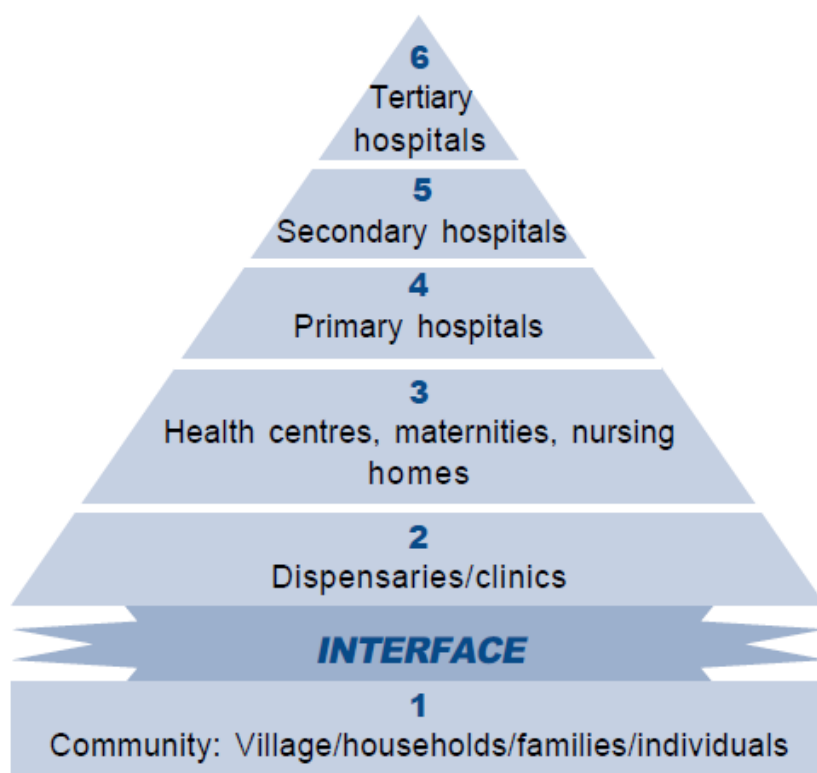 6
Tertiary
hospitals
5
Secondary hospitals
4
Primary hospitals
3
Health centres, maternities, nursing
homes
2
Dispensaries/clinics
INTERFACE
1
Community: Village/households/families/individuals